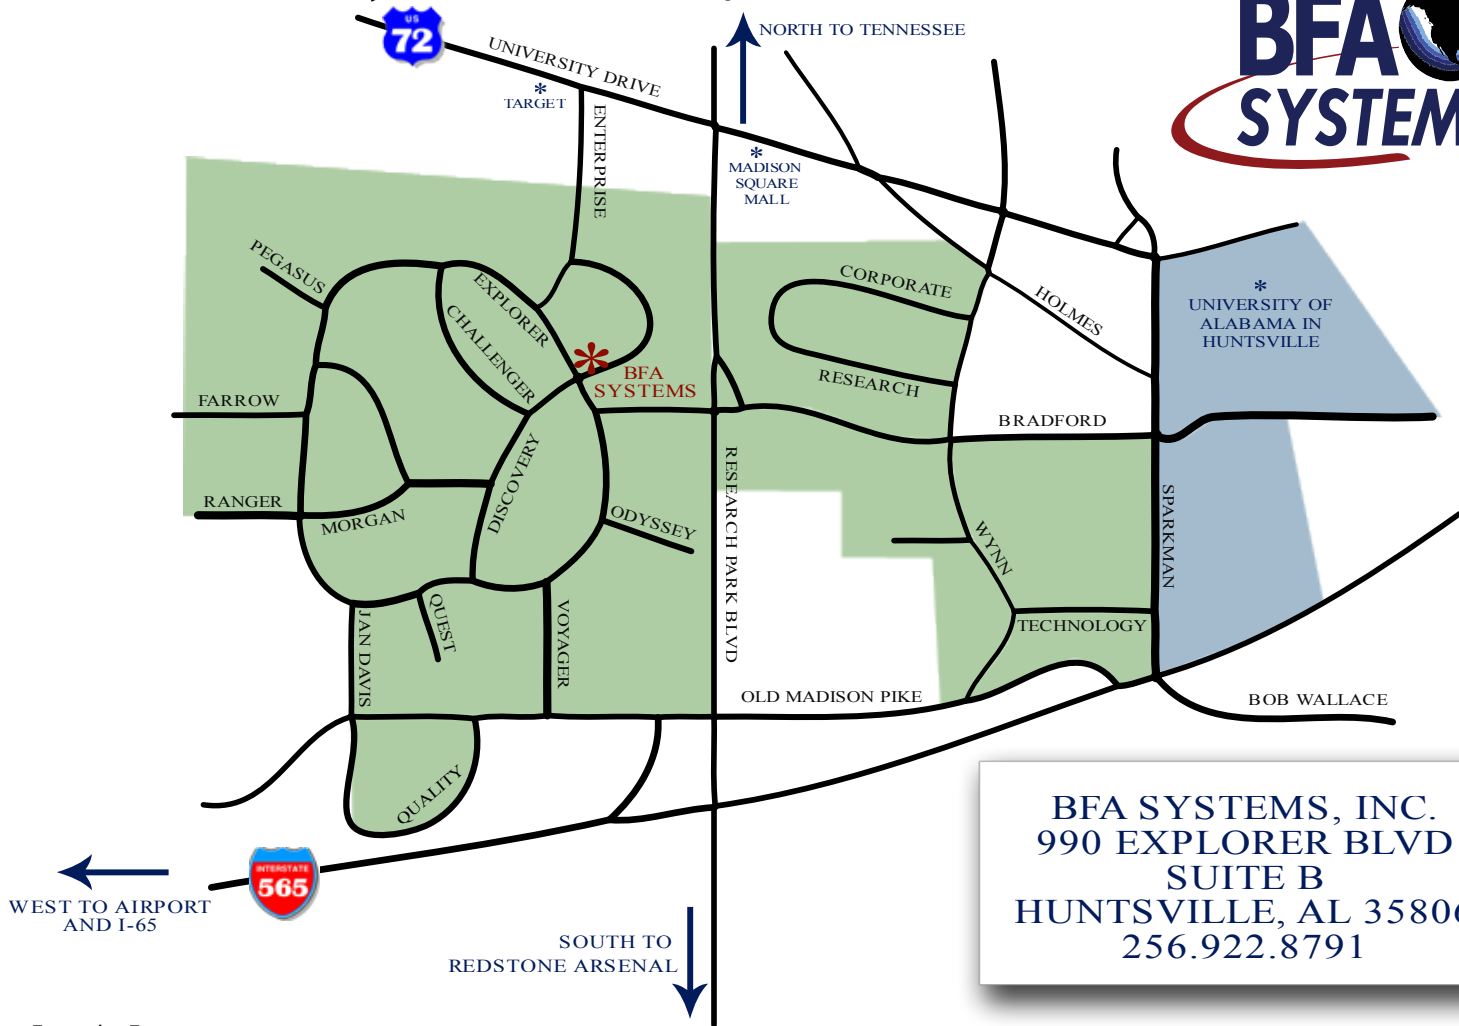 US
72
UNIVERSITY DRIVE
*
TARGET
NORTH TO TENNESSEE
BFA
SYSTEM
ENTERPRISE
*
MADISON
SQUARE
MALL
PEGASUS
EXPLORER
CHALLENGER
CORPORATE
HOLMES
*
UNIVERSITY OF
ALABAMA IN
HUNTSVILLE
*
BFA
SYSTEMS
RESEARCH
FARROW
BRADFORD
RANGER
MORGAN
DISCOVERY
ODYSSEY
RESEARCH PARK BLVD
WYNN
SPARKMAN
JAN DAVIS
QUEST
VOYAGER
TECHNOLOGY
OLD MADISON PIKE
BOB WALLACE
QUALITY
INTERSTATE
565
WEST TO AIRPORT
AND I-65
SOUTH TO
REDSTONE ARSENAL
BFA SYSTEMS, INC.
990 EXPLORER BLVD
SUITE B
HUNTSVILLE, AL 35806
256.922.8791